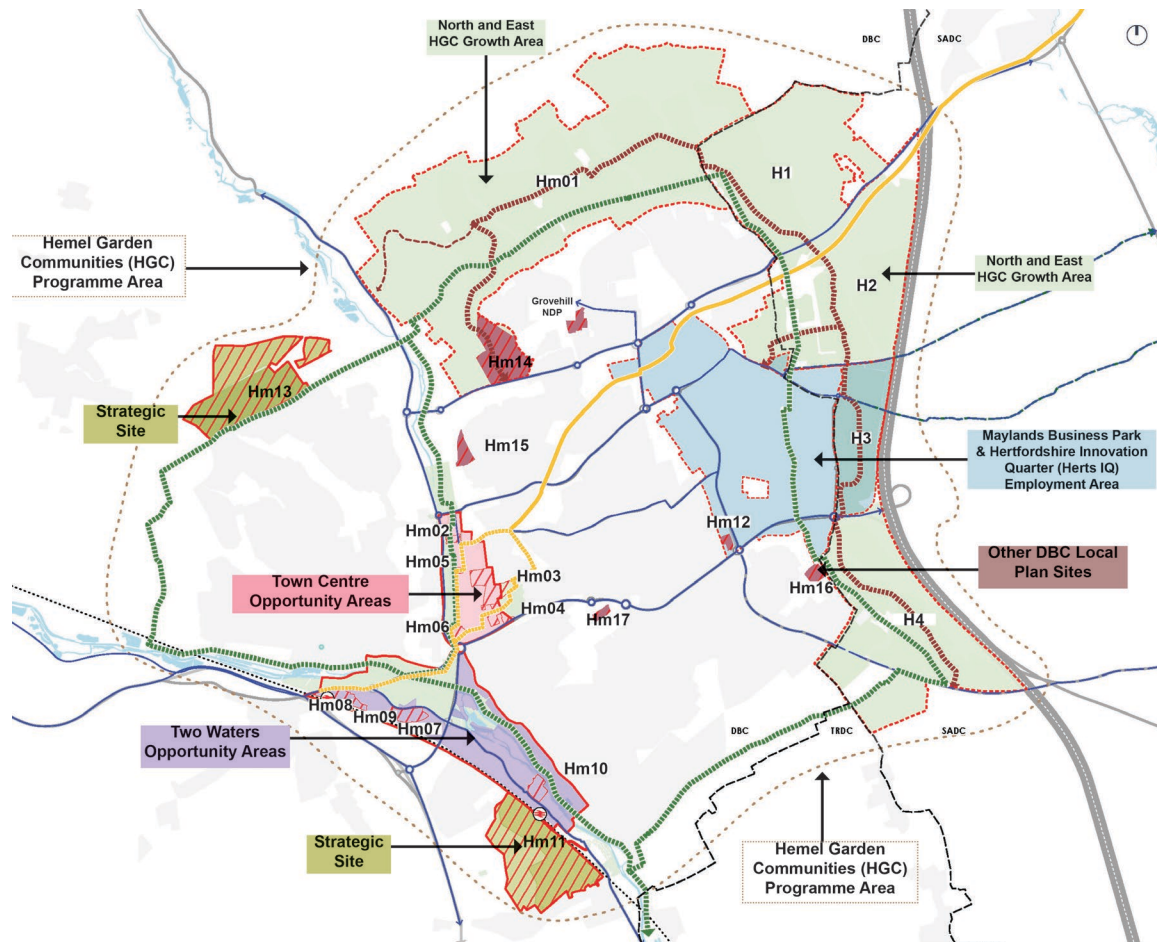 North and East
HGC Growth Area
DBC
SADC
Hm01
H1
Hemel Garden
Communities (HGC)
Programme Area
H2
North and East
HGC Growth Area
Grovehill
NDP
Hm14
Hm13
Strategic
Site
Hm15
H3
Maylands Business Park
& Hertfordshire Innovation
Quarter (Herts IQ)
Employment Area
Hm02
Hm12
Hm05
Other DBC Local
Plan Sites
Hm03
Town Centre
Opportunity Areas
Hm16
Hm04
Hm17
H4
Hm06
Hm08
Hm09
Hm07
Two Waters
Opportunity Areas
DBC
TRDC
SADC
Hm10
Hm11
Strategic
Site
Hemel Garden
Communities (HGC)
Programme Area